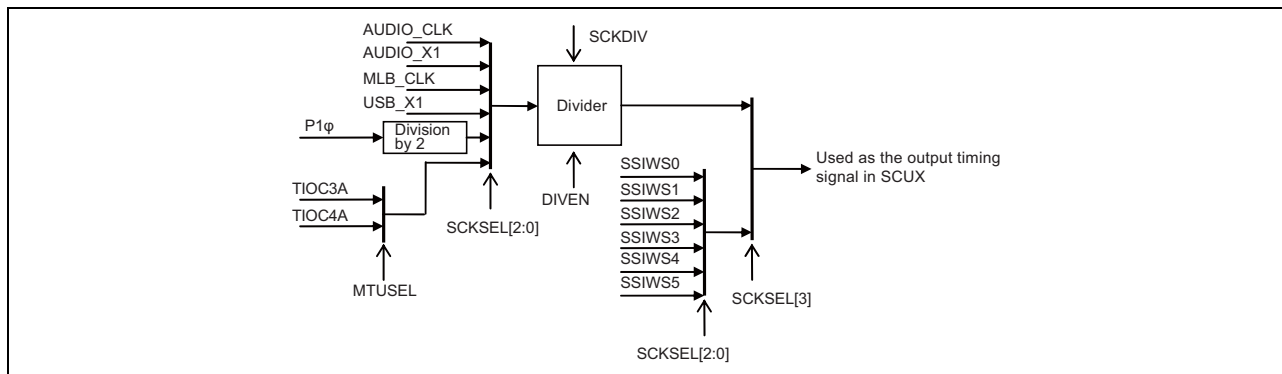 AUDIO_CLK
AUDIO_X1
MLB_CLK
USB_X1
P1φ
Division
by 2
TIOC3A
TIOC4A
MTUSEL
SCKSEL[2:0]
SCKDIV
Divider
DIVEN
SSIWS0
SSIWS1
SSIWS2
SSIWS3
SSIWS4
SSIWS5
SCKSEL[2:0]
SCKSEL[3]
Used as the output timing
signal in SCUX